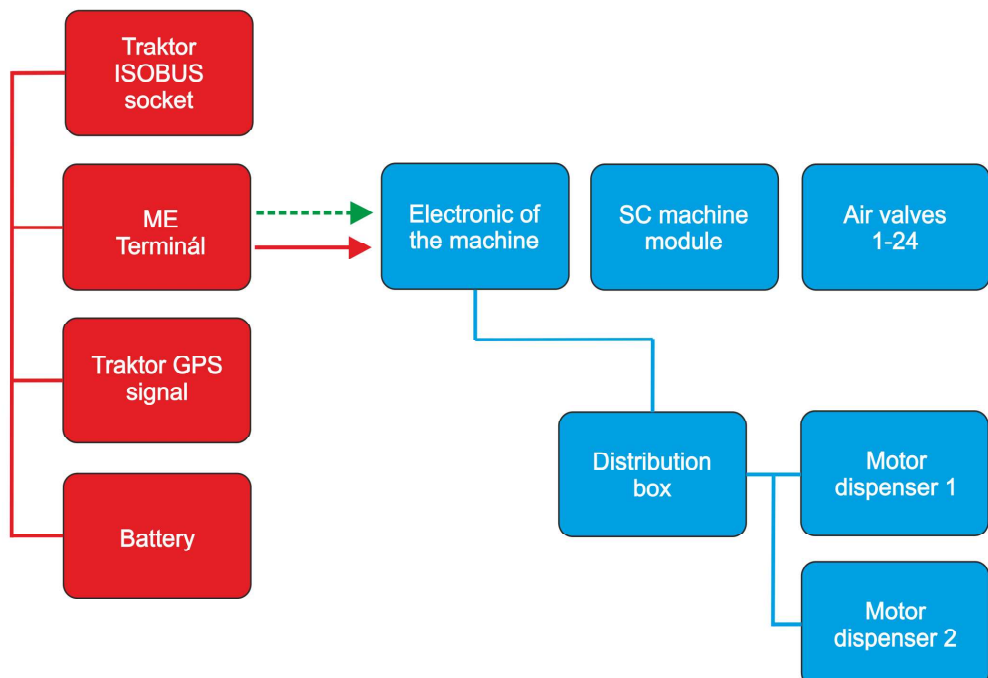 Traktor
ISOBUS
socket
ME
Terminál
Electronic of
the machine
SC machine
module
Air valves
1-24
Traktor GPS
signal
Distribution
box
Motor
dispenser 1
Battery
Motor
dispenser 2